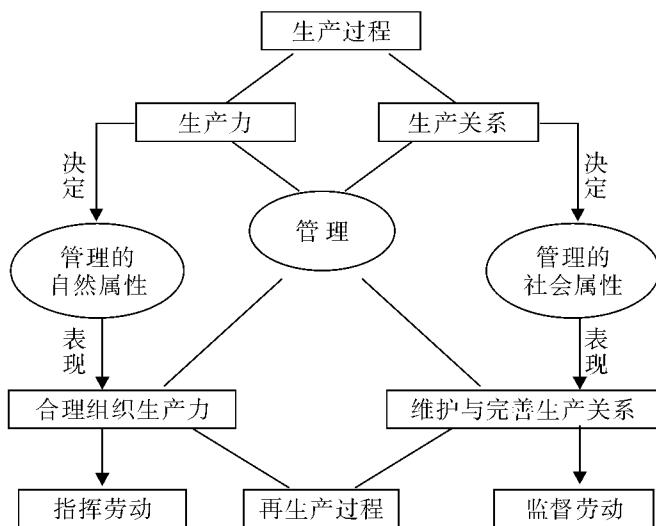 生产过程
生产力
生产关系
决定
决定
管理
管理的
自然属性
管理的
社会属性
表现
表现
合理组织生产力
维护与完善生产关系
指挥劳动
再生产过程
监督劳动